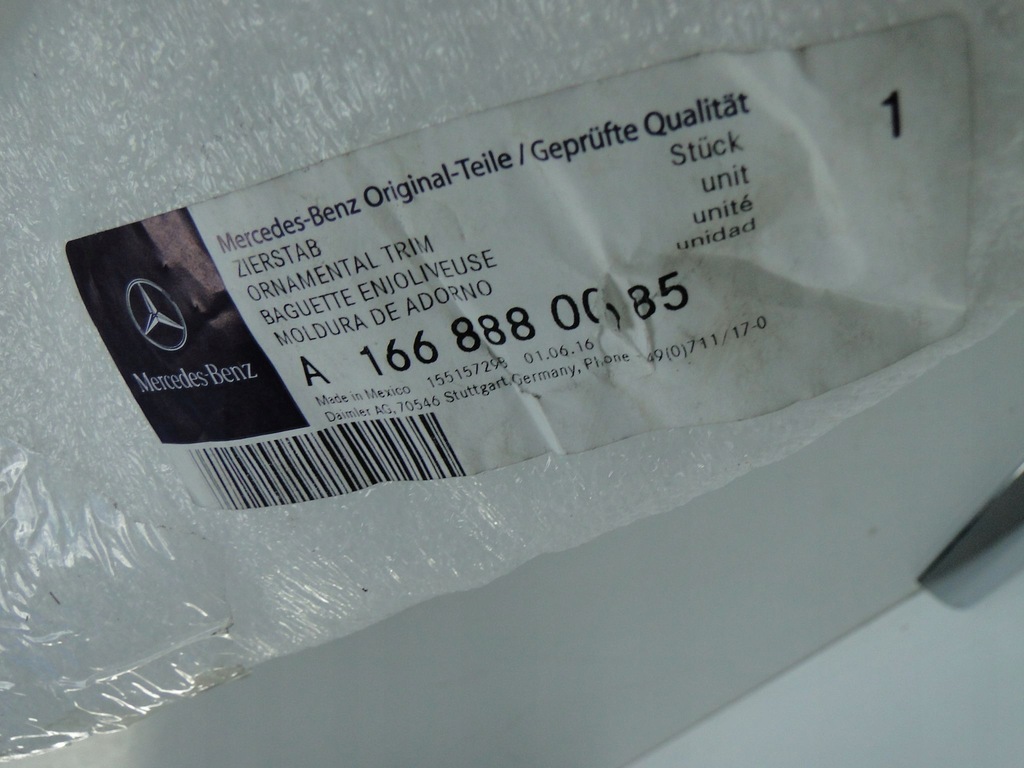 Mercedes-Benz Original-Teile / Geprüfte Qualität
ZIERSTAB
ORNAMENTAL TRIM
BAGUETTE ENJOLIVEUSE
MOLDURA DE ADORNO
Stück
unit
unité
unidad
1
A 166 888
Made in Mexico 01.06.16
Daimler AG, 70546 Stuttgart, Germany, Phone
Mercedes-Benz